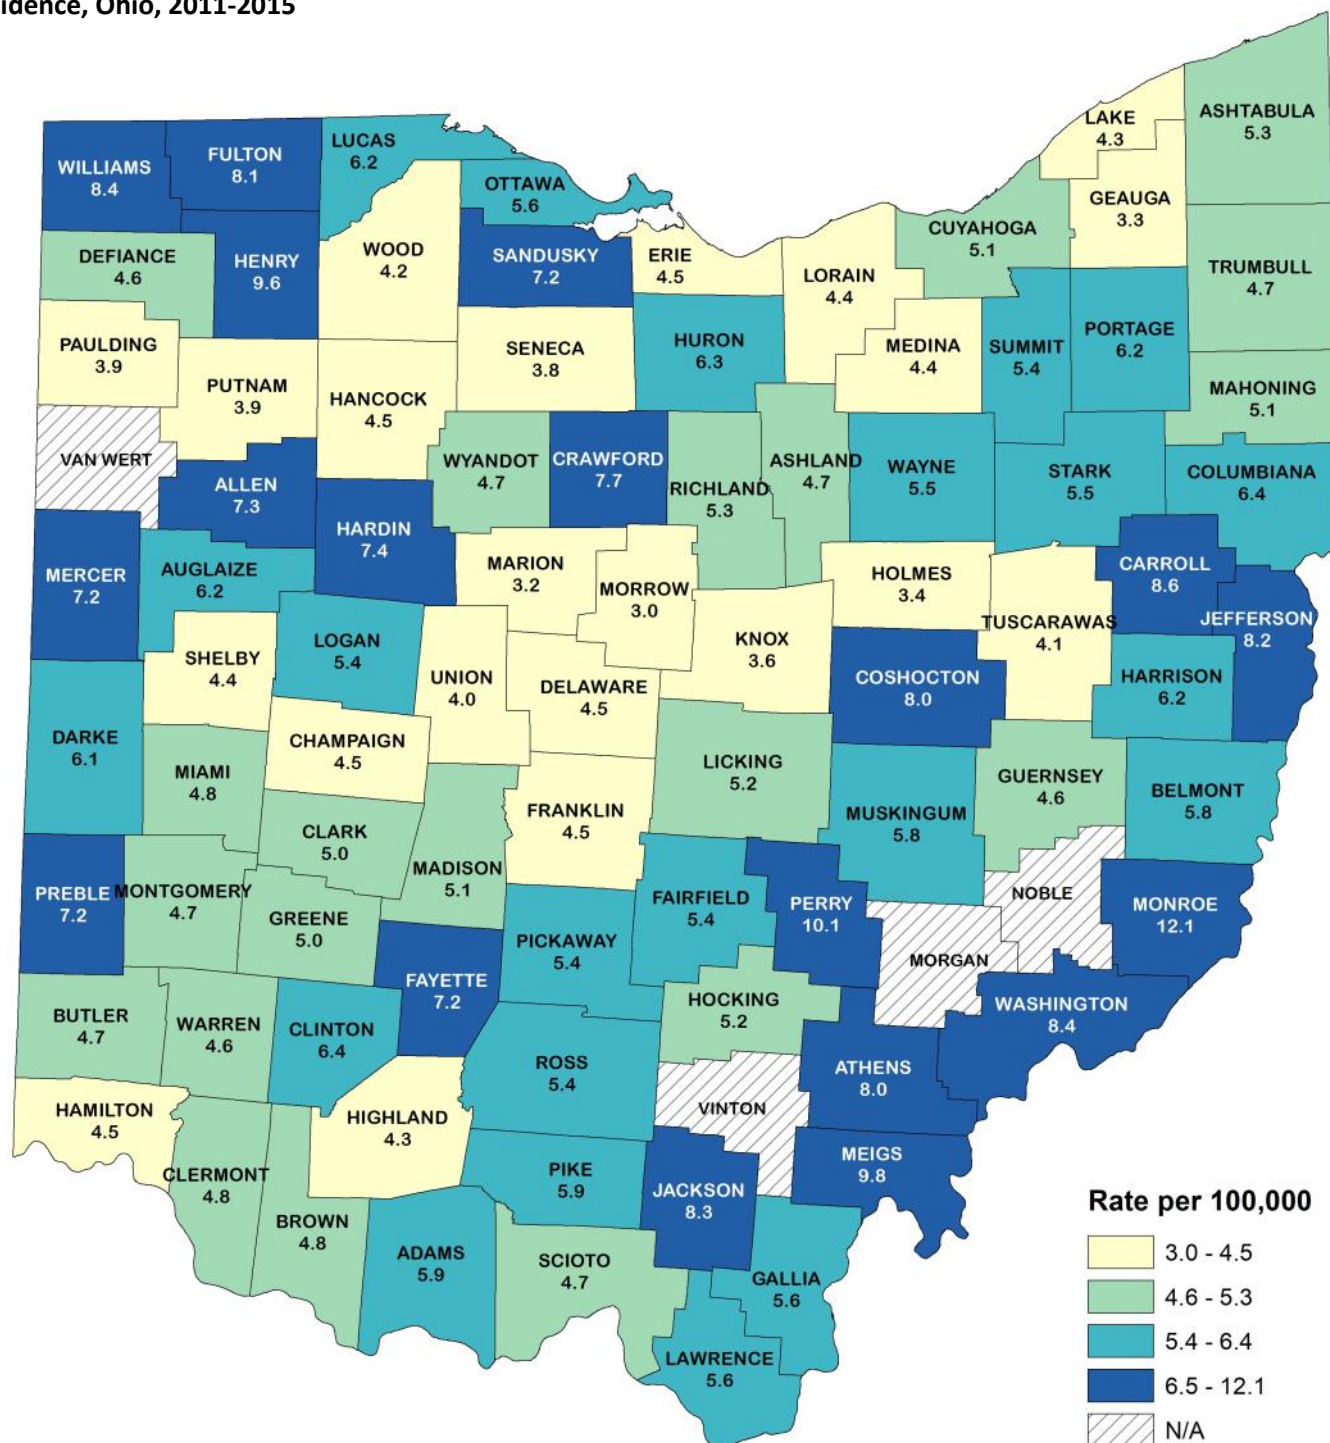 idence, Ohio, 2011-2015
LAKE
4.3
ASHTABULA
5.3
LUCAS
6.2
FULTON
8.1
WILLIAMS
8.4
OTTAWA
5.6
GEAUGA
3.3
CUYAHOGA
5.1
WOOD
4.2
SANDUSKY
7.2
ERIE
4.5
DEFIANCE
4.6
HENRY
9.6
LORAIN
4.4
TRUMBULL
4.7
PAULDING
3.9
SENECA
3.8
HURON
6.3
MEDINA
4.4
SUMMIT
5.4
PORTAGE
6.2
PUTNAM
3.9
HANCOCK
4.5
MAHONING
5.1
VAN WERT
WYANDOT
4.7
CRAWFORD
7.7
RICHLAND
5.3
ASHLAND
4.7
WAYNE
5.5
STARK
5.5
COLUMBIANA
6.4
ALLEN
7.3
HARDIN
7.4
MERCER
7.2
AUGLAIZE
6.2
MARION
3.2
MORROW
3.0
HOLMES
3.4
CARROLL
8.6
JEFFERSON
8.2
TUSCARAWAS
4.1
KNOX
3.6
LOGAN
5.4
SHELBY
4.4
UNION
4.0
DELAWARE
4.5
COSHOCTON
8.0
HARRISON
6.2
DARKE
6.1
CHAMPAIGN
4.5
MIAMI
4.8
LICKING
5.2
GUERNSEY
4.6
BELMONT
5.8
FRANKLIN
4.5
MUSKINGUM
5.8
CLARK
5.0
MADISON
5.1
PREBLE
7.2
MONTGOMERY
4.7
GREENE
5.0
FAIRFIELD
5.4
PERRY
10.1
NOBLE
MONROE
12.1
PICKAWAY
5.4
MORGAN
FAYETTE
7.2
HOCKING
5.2
WASHINGTON
8.4
BUTLER
4.7
WARREN
4.6
CLINTON
6.4
ROSS
5.4
ATHENS
8.0
HAMILTON
4.5
HIGHLAND
4.3
VINTON
CLERMONT
4.8
PIKE
5.9
JACKSON
8.3
MEIGS
9.8
BROWN
4.8
ADAMS
5.9
SCIOTO
4.7
GALLIA
5.6
LAWRENCE
5.6
Rate per 100,000
3.0 - 4.5
4.6 - 5.3
5.4 - 6.4
6.5 - 12.1
N/A